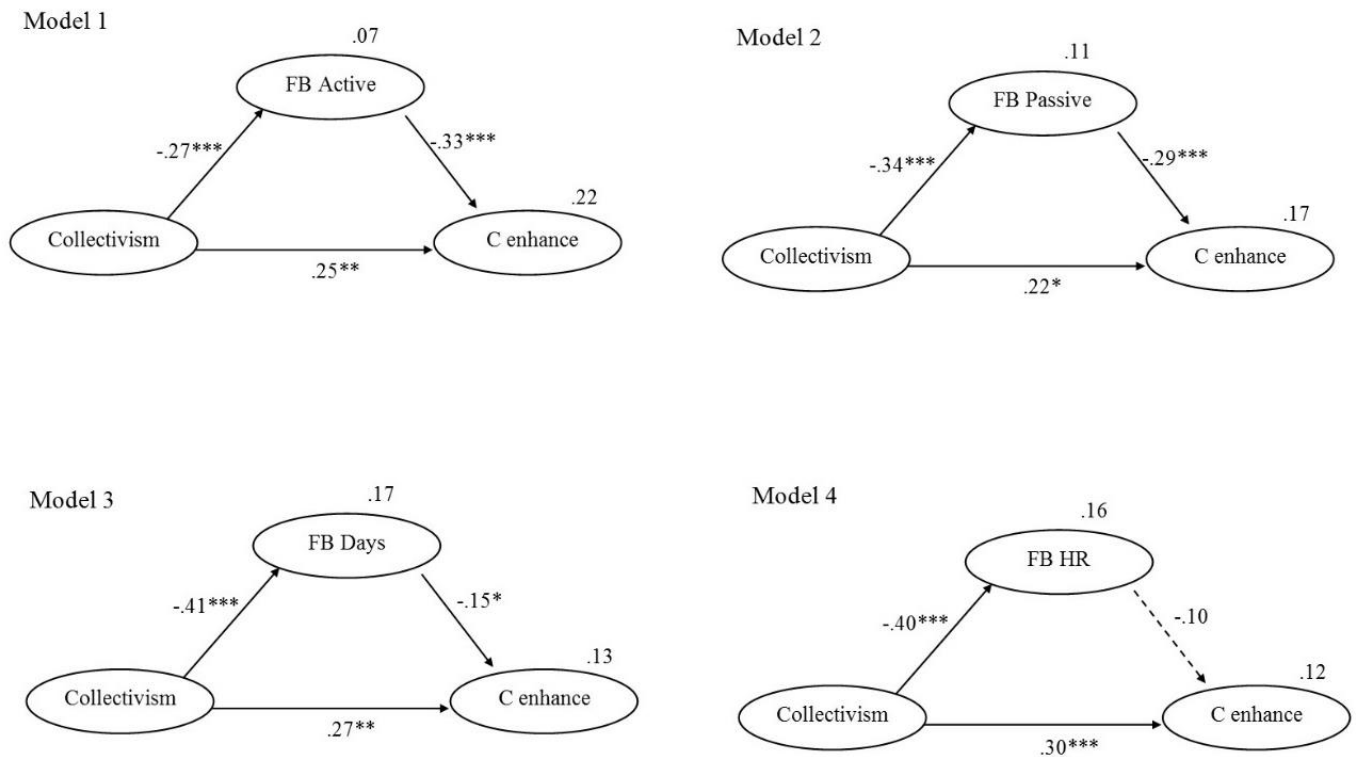 Model 1
.07
FB Active
-.27***
-.33***
.22
Collectivism
C enhance
.25**
Model 2
.11
FB Passive
-.34***
-.29***
.17
Collectivism
C enhance
.22*
Model 3
.17
FB Days
-.41***
-.15*
.13
Collectivism
C enhance
.27**
Model 4
.16
FB HR
-.40***
-.10
.12
Collectivism
C enhance
.30***